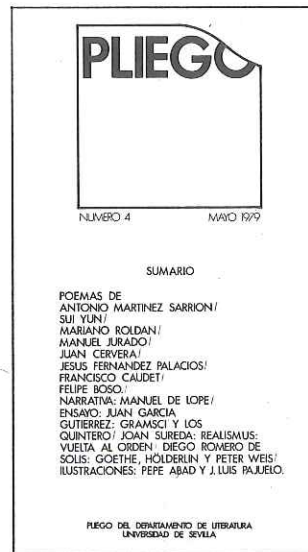 PLIEGO
NUMERO 4 MAYO 1979
SUMARIO
POEMAS DE
ANTONIO MARTINEZ SARRION/
SUI YUN/
MARIANO ROLDAN/
MANUEL JURADO/
JUAN CERVERA/
JESUS FERNANDEZ PALACIOS/
FRANCISCO CAUDET/
FELIPE BOSO./
NARRATIVA: MANUEL DE LOPE/
ENSAYO: JUAN GARCIA
GUTIERREZ: GRAMSCI Y LOS
QUINTERO/ JOAN SUREDA: REALISMUS:
VUELTA AL ORDEN/ DIEGO ROMERO DE
SOLIS: GOETHE, HÖLDERLIN Y PETER WEIS/
ILUSTRACIONES: PEPE ABAD Y J. LUIS PAJUELO.
PLIEGO DEL DEPARTAMENTO DE LITERATURA
UNIVERSIDAD DE SEVILLA